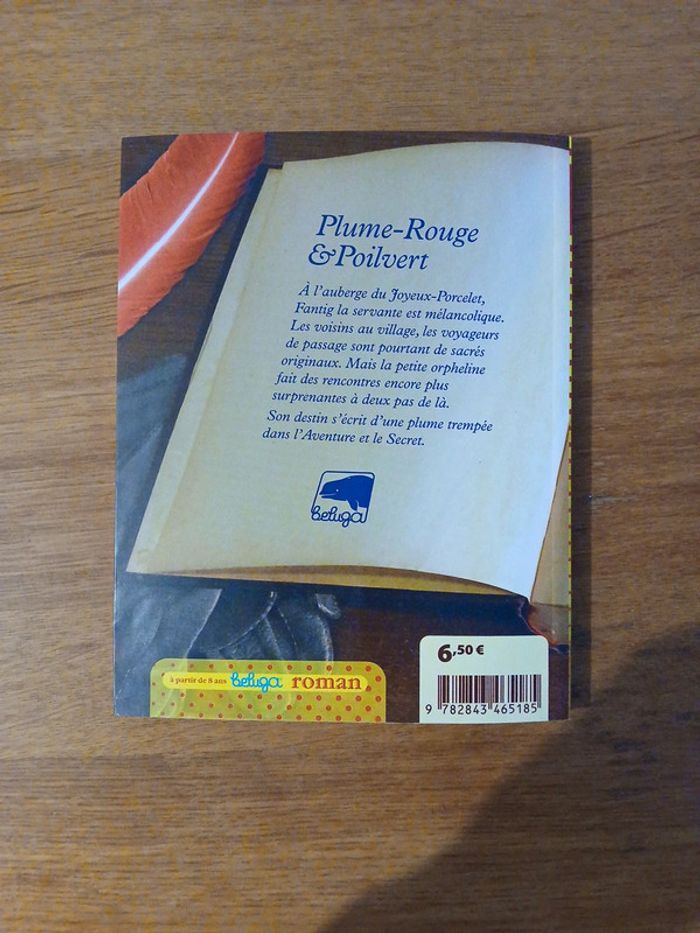 Plume-Rouge
&Poilvert
À l'auberge du Joyeux-Porcelet,
Fantig la servante est mélancolique.
Les voisins au village, les voyageurs
de passage sont pourtant de sacrés
originaux. Mais la petite orpheline
fait des rencontres encore plus
surprenantes à deux pas de là.
Son destin s'écrit d'une plume trempée
dans l'Aventure et le Secret.
beluga
6,50 €
à partir de 8 ans beluga roman
9 782843 465185